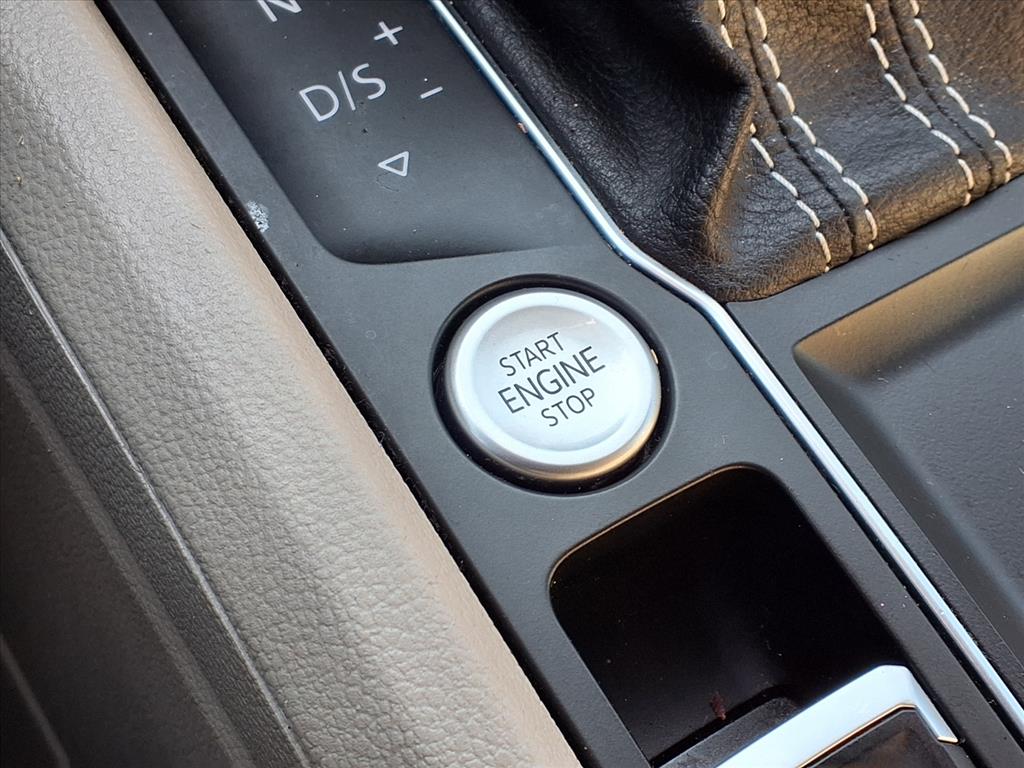 N
+
D/S
−
START
ENGINE
STOP